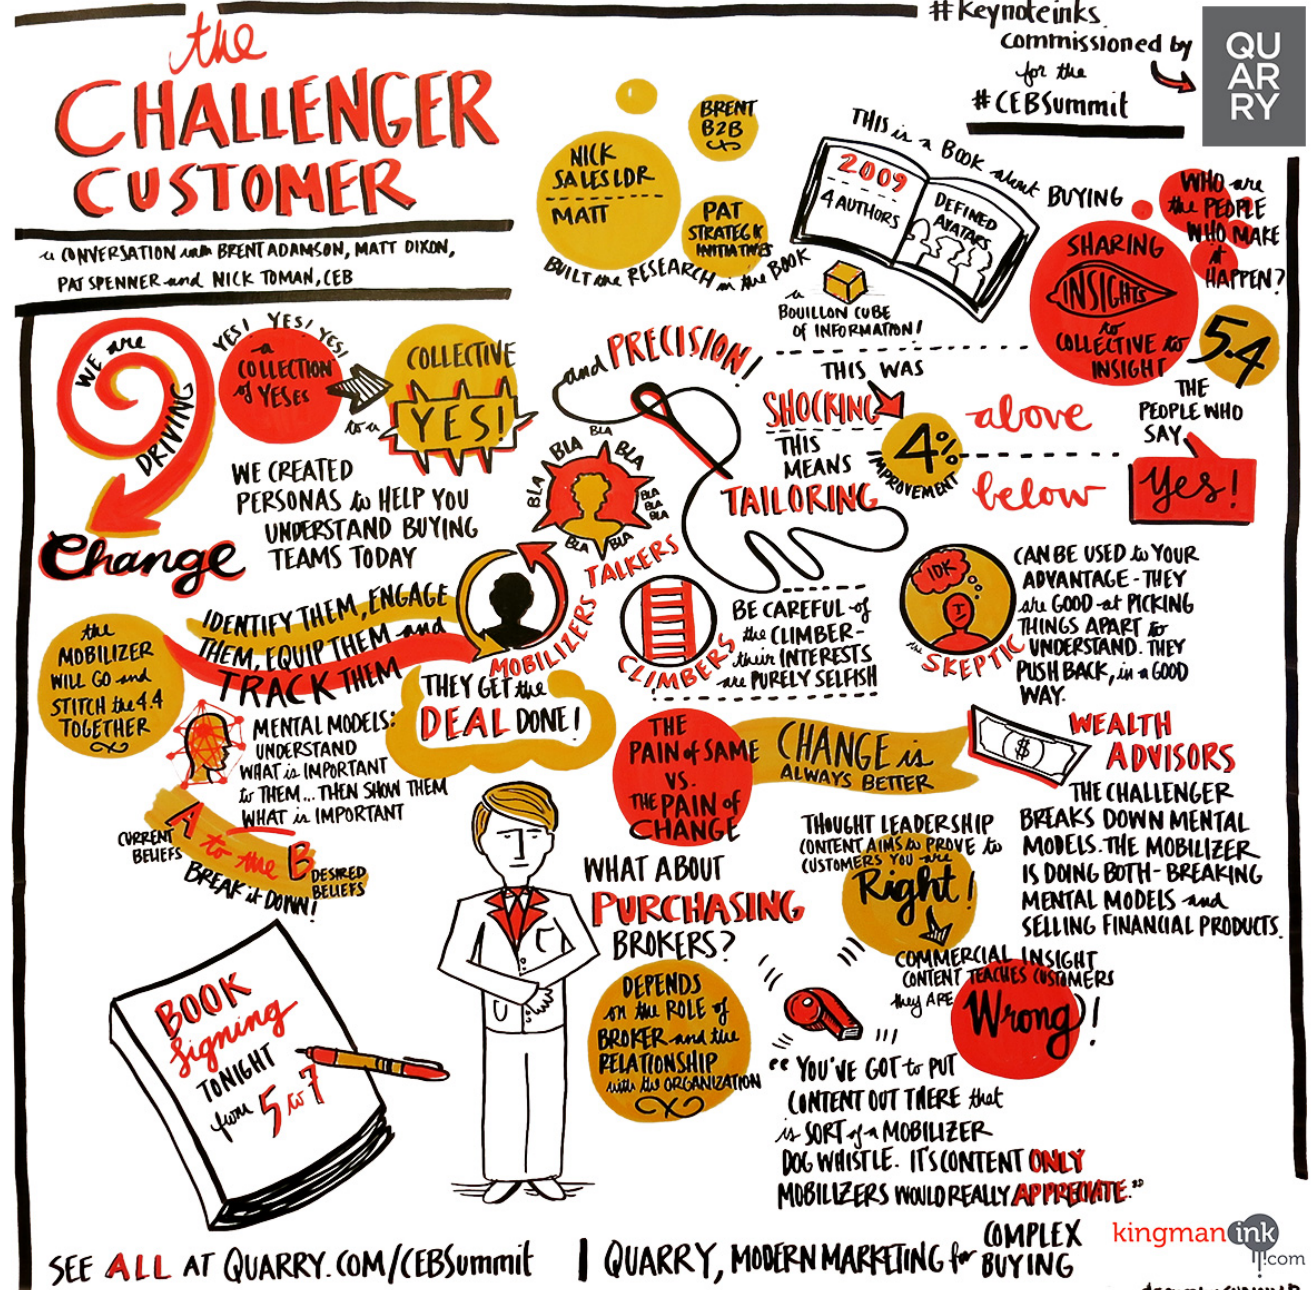 the
CHALLENGER
CUSTOMER
a CONVERSATION with BRENT ADAMSON, MATT DIXON,
PAT SPENNER and NICK TOMAN, CEB
#Keynoteinks
commissioned by
for the
#CEBSummit
QU
AR
RY
BRENT
B2B
NICK
SALES LDR
MATT
PAT
STRATEGIC
INITIATIVES
BUILT the RESEARCH in the BOOK
THIS is a BOOK about BUYING
2009
4 AUTHORS
DEFINED
AVATARS
a
BOUILLON CUBE
OF INFORMATION!
WHO are
the PEOPLE
WHO MAKE
it
HAPPEN?
SHARING
INSIGHTS
to
COLLECTIVE to
INSIGHT
5.4
THE
PEOPLE WHO
SAY
Yes!
WE are
DRIVING
Change
YES! YES! YES!
a
COLLECTION
of YESES
to a
COLLECTIVE
YES!
WE CREATED
PERSONAS to HELP YOU
UNDERSTAND BUYING
TEAMS TODAY
and PRECISION!
THIS WAS
SHOCKING
THIS
MEANS
TAILORING
4%
IMPROVEMENT
above
below
BLA
BLA
BLA
BLA
BLA
BLA
BLA
BLA
BLA
TALKERS
MOBILIZERS
CLIMBERS
BE CAREFUL of
the CLIMBER-
their INTERESTS
are PURELY SELFISH
IDK
the SKEPTIC
CAN BE USED to YOUR
ADVANTAGE - THEY
are GOOD at PICKING
THINGS APART to
UNDERSTAND. THEY
PUSH BACK, in a GOOD
WAY.
IDENTIFY THEM, ENGAGE
THEM, EQUIP THEM and
TRACK THEM
the
MOBILIZER
WILL GO and
STITCH the 4.4
TOGETHER
THEY GET the
DEAL DONE!
MENTAL MODELS:
UNDERSTAND
WHAT is IMPORTANT
to THEM... THEN SHOW THEM
WHAT is IMPORTANT
A to the B
CURRENT
BELIEFS
DESIRED
BELIEFS
BREAK it DOWN!
THE
PAIN of SAME
VS.
THE PAIN of
CHANGE
CHANGE is
ALWAYS BETTER
$
WEALTH
ADVISORS
THE CHALLENGER
BREAKS DOWN MENTAL
MODELS. THE MOBILIZER
IS DOING BOTH - BREAKING
MENTAL MODELS and
SELLING FINANCIAL PRODUCTS.
WHAT ABOUT
PURCHASING
BROKERS?
DEPENDS
on the ROLE of
BROKER and the
RELATIONSHIP
with the ORGANIZATION
THOUGHT LEADERSHIP
CONTENT AIMS to PROVE to
CUSTOMERS YOU are
Right!
COMMERCIAL INSIGHT
CONTENT TEACHES CUSTOMERS
they ARE
Wrong!
"YOU'VE GOT to PUT
CONTENT OUT THERE that
is SORT of a MOBILIZER
DOG WHISTLE. IT'S CONTENT ONLY
MOBILIZERS WOULD REALLY APPRECIATE."
BOOK
Signing
TONIGHT
from 5 to 7
SEE ALL AT QUARRY.COM/CEBSummit | QUARRY, MODERN MARKETING for COMPLEX BUYING
kingman ink
.com